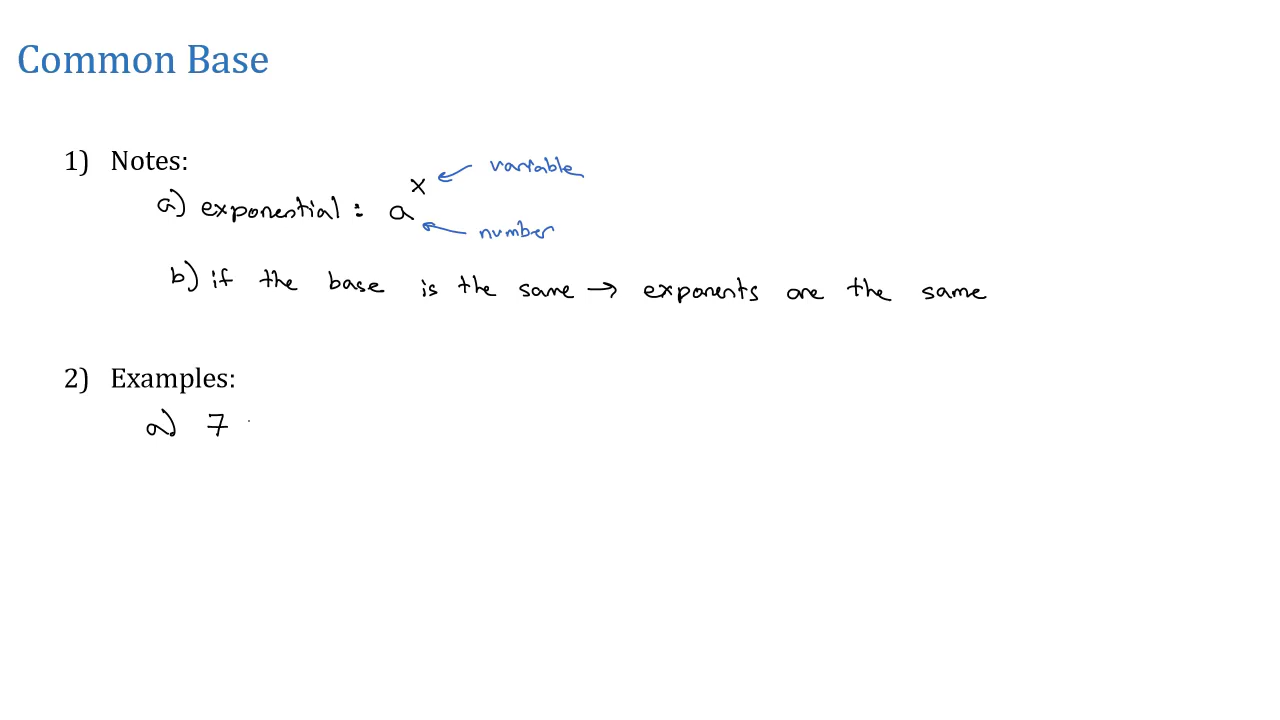 Common Base
1) Notes:
x ← variable
a) exponential : a
← number
b) if the base is the same → exponents are the same
2) Examples:
a) 7